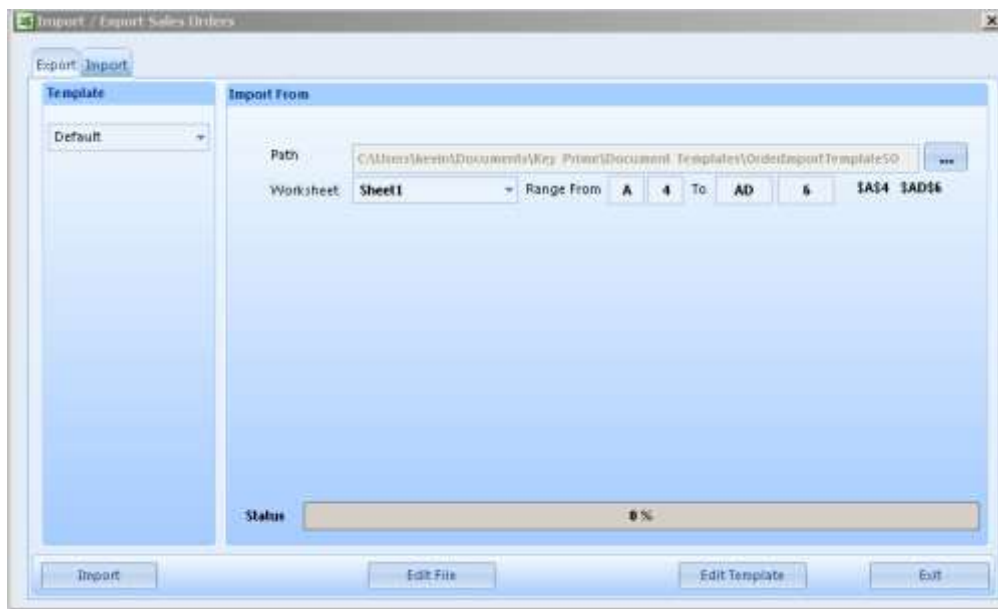 Import / Export Sales Orders
Export Import
Template
Import From
Default
Path C:\Users\kevin\Documents\Key Prime\Document Templates\OrderImportTemplateSO ...
Worksheet Sheet1 Range From A 4 To AD 6 $A$4 $AD$6
Status 0 %
Import Edit File Edit Template Exit